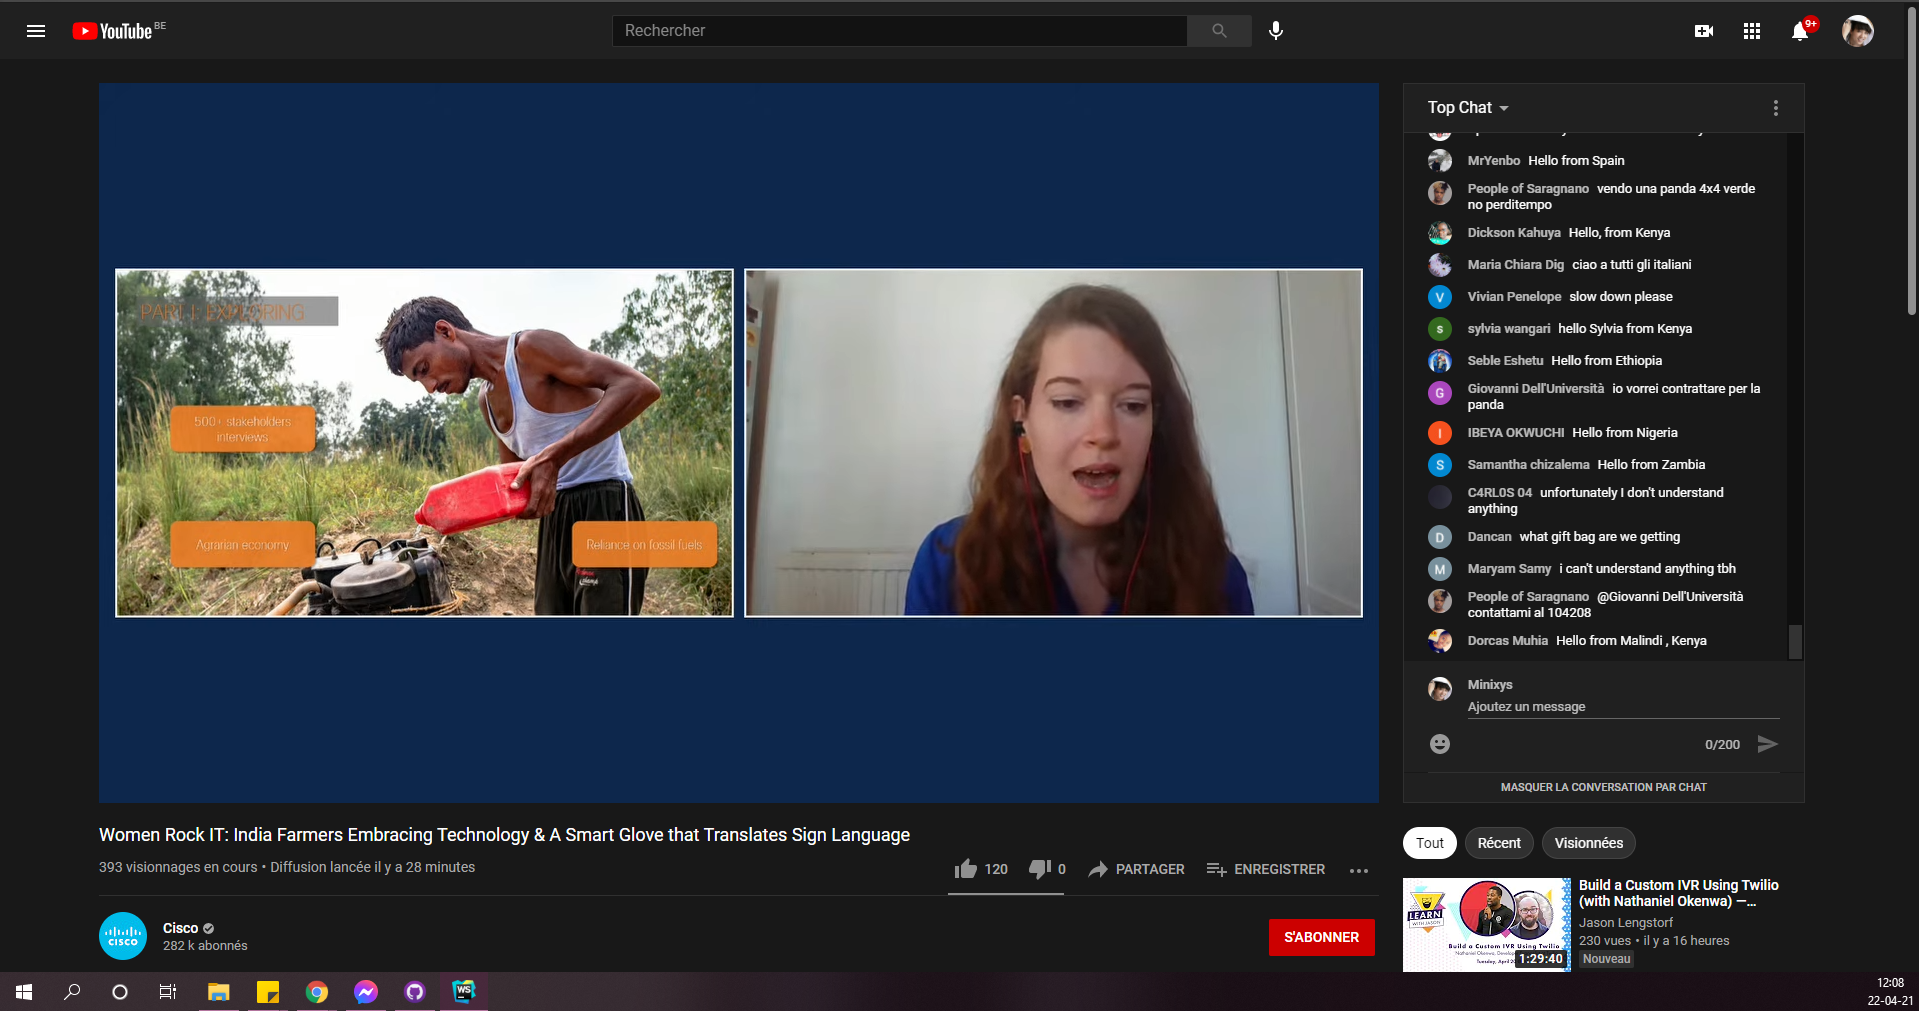 YouTube BE
Rechercher
9+
PART I: EXPLORING
500+ stakeholders
interviews
Agrarian economy
Reliance on fossil fuels
Women Rock IT: India Farmers Embracing Technology & A Smart Glove that Translates Sign Language
393 visionnages en cours • Diffusion lancée il y a 28 minutes
120
0
PARTAGER
ENREGISTRER
CISCO
Cisco
282 k abonnés
S'ABONNER
Top Chat
MrYenbo Hello from Spain
People of Saragnano vendo una panda 4x4 verde
no perditempo
Dickson Kahuya Hello, from Kenya
Maria Chiara Dig ciao a tutti gli italiani
V Vivian Penelope slow down please
s sylvia wangari hello Sylvia from Kenya
Seble Eshetu Hello from Ethiopia
G Giovanni Dell'Università io vorrei contrattare per la
panda
I IBEYA OKWUCHI Hello from Nigeria
S Samantha chizalema Hello from Zambia
C4RL0S 04 unfortunately I don't understand
anything
D Dancan what gift bag are we getting
M Maryam Samy i can't understand anything tbh
People of Saragnano @Giovanni Dell'Università
contattami al 104208
Dorcas Muhia Hello from Malindi , Kenya
Minixys
Ajoutez un message
0/200
MASQUER LA CONVERSATION PAR CHAT
Tout
Récent
Visionnées
LEARN
WITH JASON
Build a Custom IVR Using Twilio
1:29:40
Build a Custom IVR Using Twilio
(with Nathaniel Okenwa) —...
Jason Lengstorf
230 vues • il y a 16 heures
Nouveau
WS
12:08
22-04-21